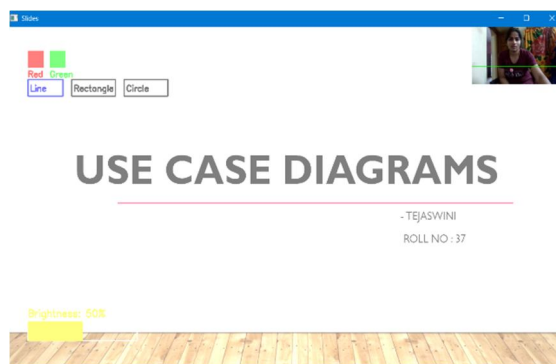 Slides
Red Green
Line Rectangle Circle
USE CASE DIAGRAMS
- TEJASWINI
ROLL NO : 37
Brightness: 50%